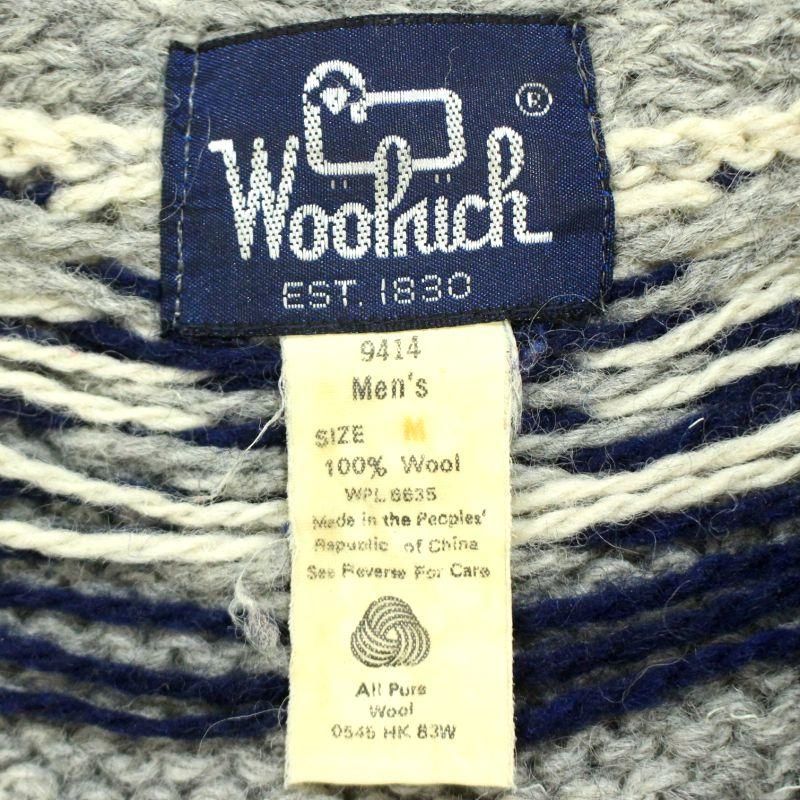 Woolrich ®
EST. 1830
9414
Men's
SIZE M
100% Wool
WPL 6635
Made in the Peoples'
Republic of China
See Reverse For Care
All Pure
Wool
0546 HK 83W